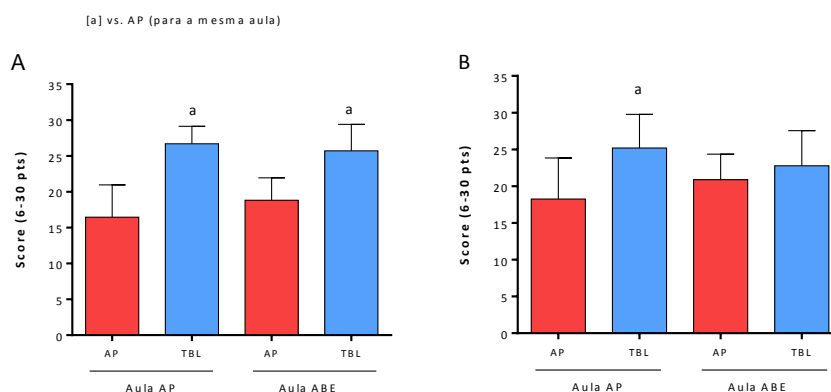 [a] vs. AP (para a mesma aula)
A
35
30
25
20
15
10
5
0
Score (6-30 pts)
a
a
AP
TBL
AP
TBL
Aula AP
Aula ABE
B
35
30
25
20
15
10
5
0
Score (6-30 pts)
a
AP
TBL
AP
TBL
Aula AP
Aula ABE